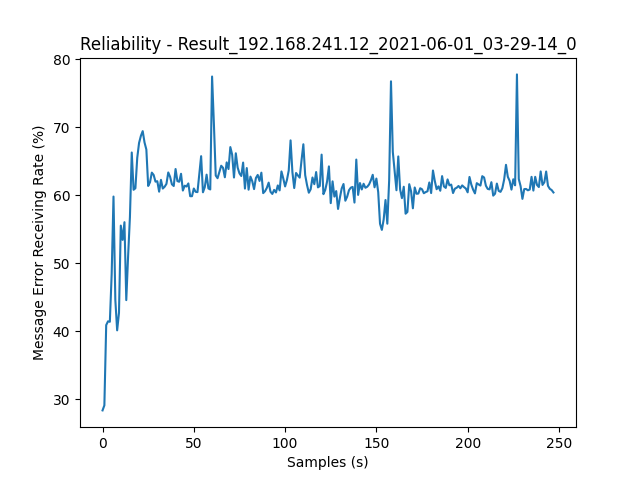 Reliability - Result_192.168.241.12_2021-06-01_03-29-14_0
Message Error Receiving Rate (%)
80
70
60
50
40
30
0 50 100 150 200 250
Samples (s)